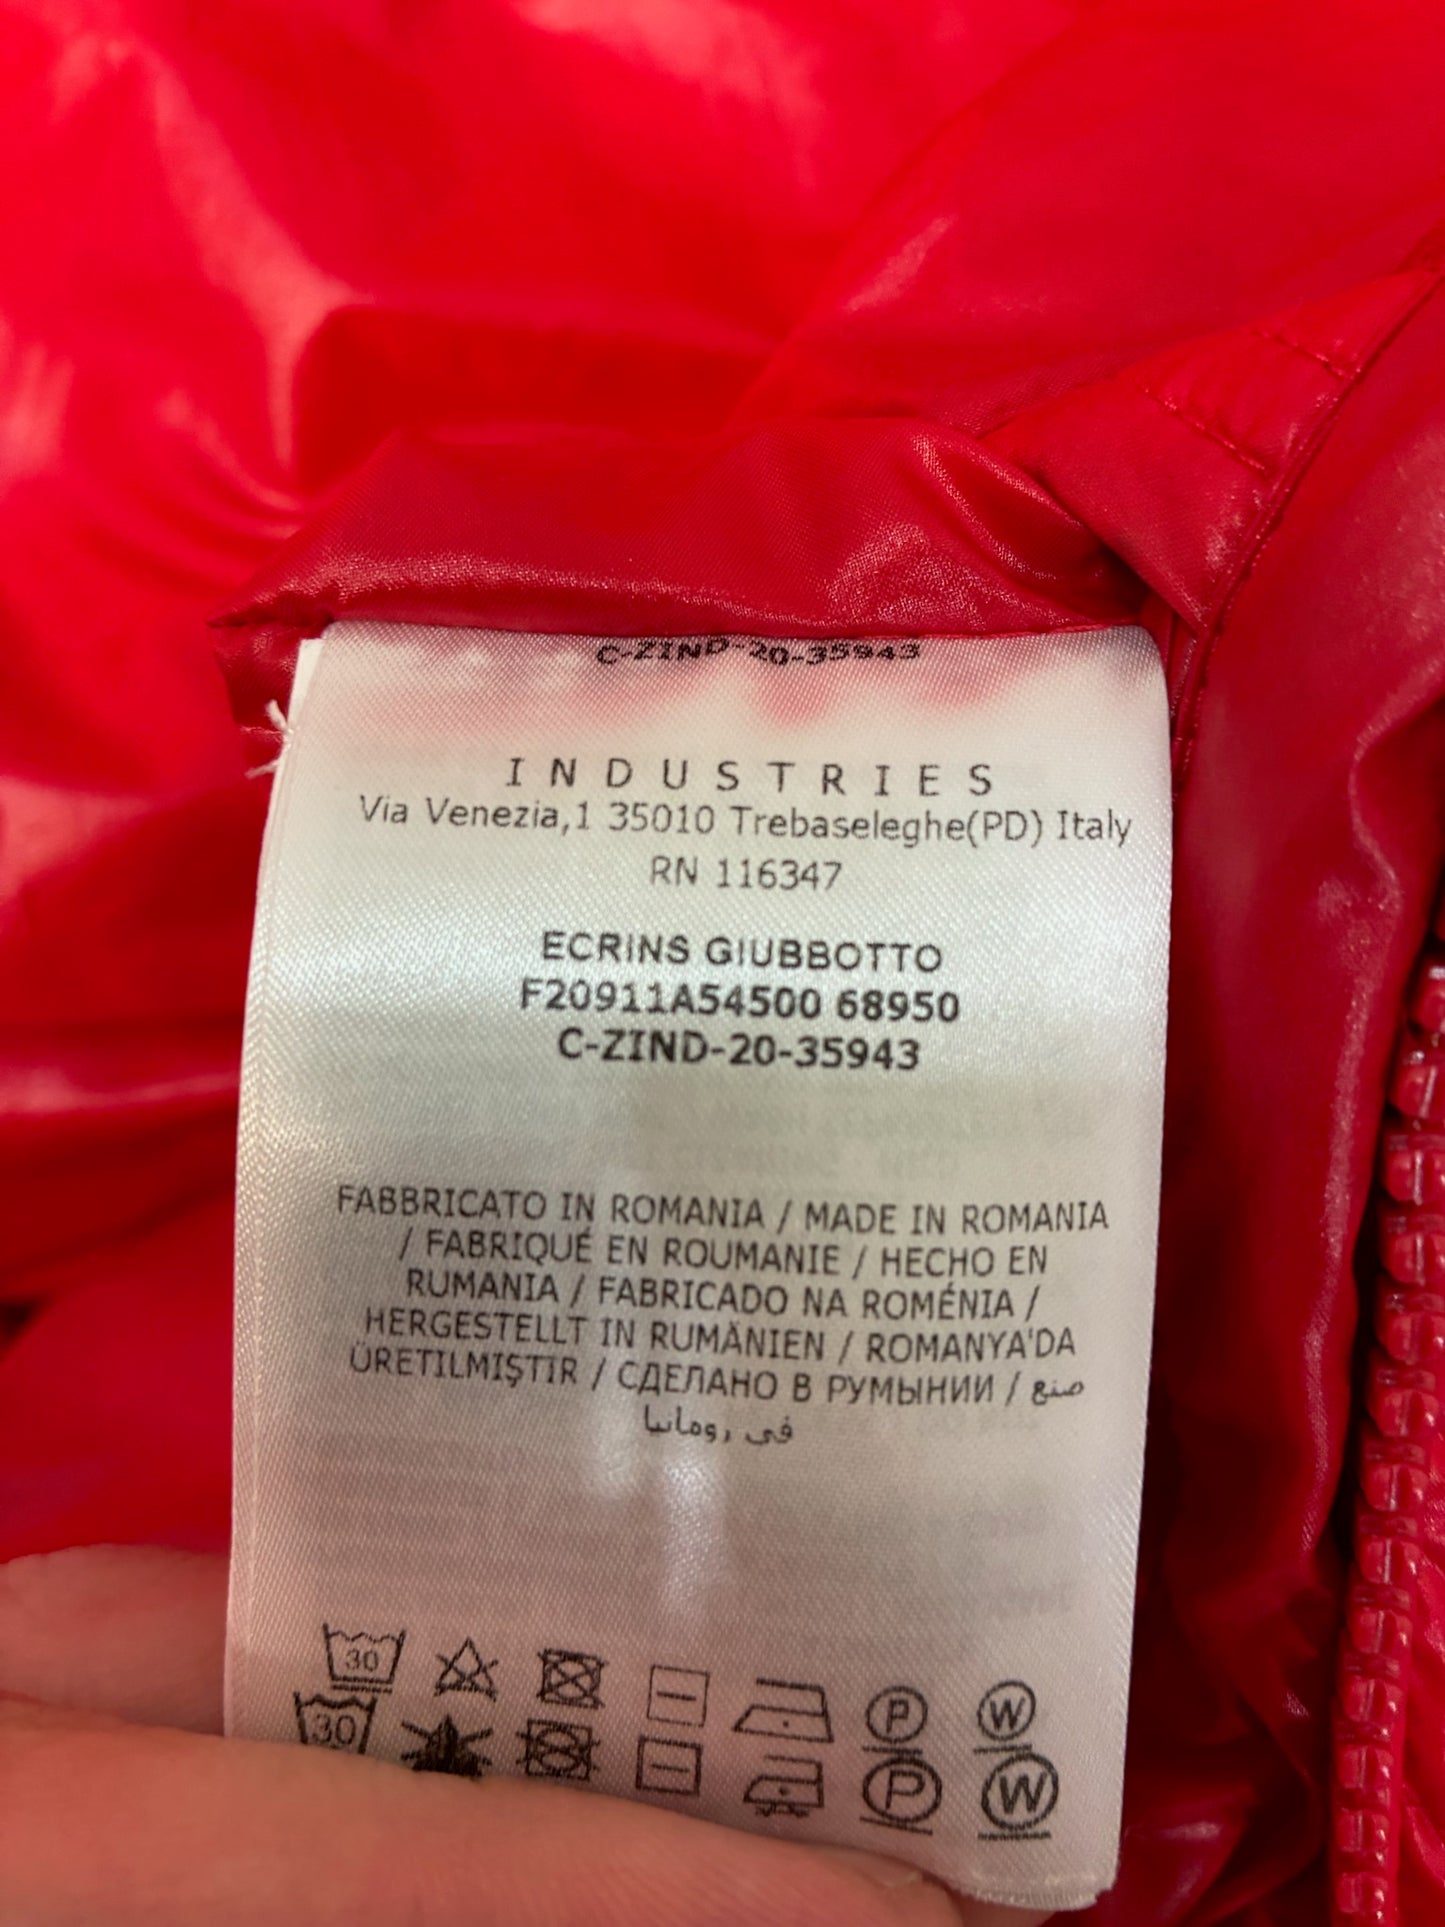 C-ZIND-20-35943
INDUSTRIES
Via Venezia,1 35010 Trebaseleghe(PD) Italy
RN 116347
ECRINS GIUBBOTTO
F20911A54500 68950
C-ZIND-20-35943
FABBRICATO IN ROMANIA / MADE IN ROMANIA
/ FABRIQUÉ EN ROUMANIE / HECHO EN
RUMANIA / FABRICADO NA ROMÉNIA /
HERGESTELLT IN RUMÄNIEN / ROMANYA'DA
ÜRETILMIŞTIR / СДЕЛАНО В РУМЫНИИ / صنع
في رومانيا
30 P W
30 P W